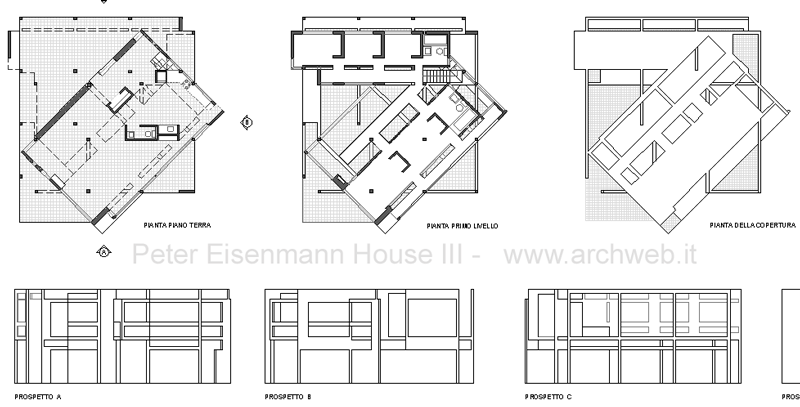 PIANTA PIANO TERRA
PIANTA PRIMO LIVELLO
PIANTA DELLA COPERTURA
B
A
Peter Eisenmann House III - www.archweb.it
PROSPETTO A
PROSPETTO B
PROSPETTO C
PROS